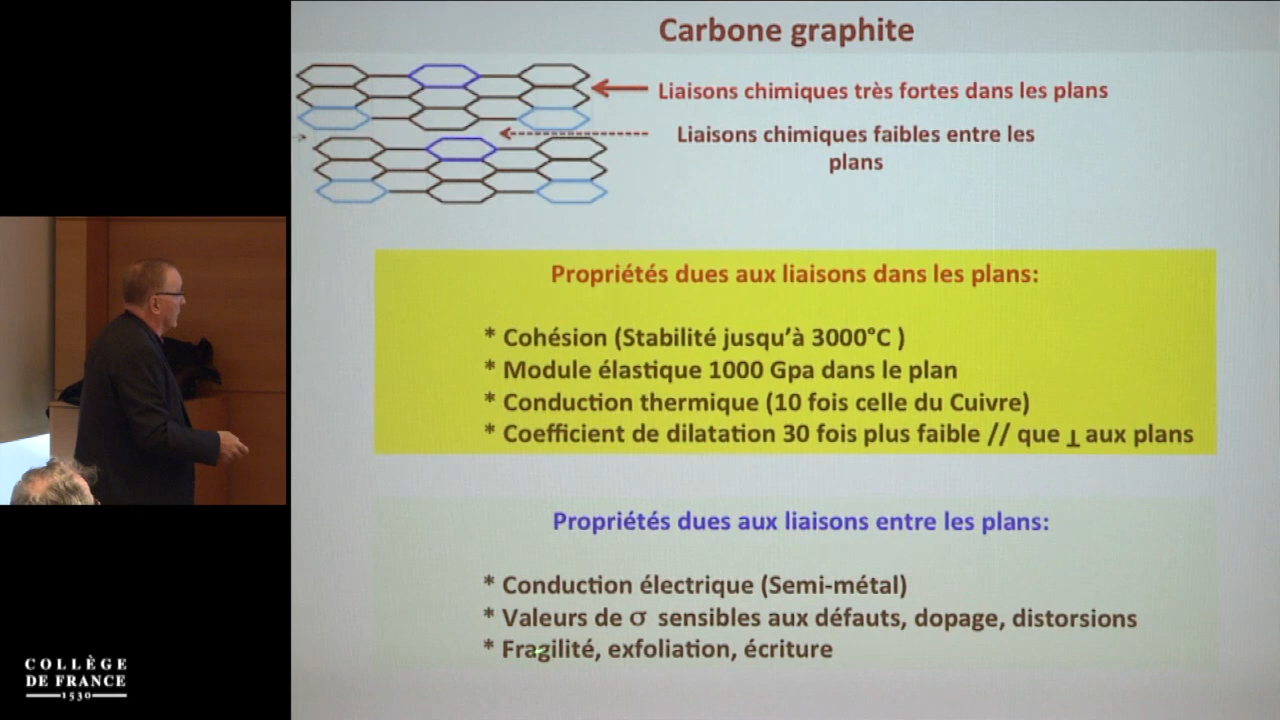 Carbone graphite
Liaisons chimiques très fortes dans les plans
Liaisons chimiques faibles entre les
plans
Propriétés dues aux liaisons dans les plans:
* Cohésion (Stabilité jusqu’à 3000°C )
* Module élastique 1000 Gpa dans le plan
* Conduction thermique (10 fois celle du Cuivre)
* Coefficient de dilatation 30 fois plus faible // que ⊥ aux plans
Propriétés dues aux liaisons entre les plans:
* Conduction électrique (Semi-métal)
* Valeurs de σ sensibles aux défauts, dopage, distorsions
* Fragilité, exfoliation, écriture
COLLÈGE
DE FRANCE
1530